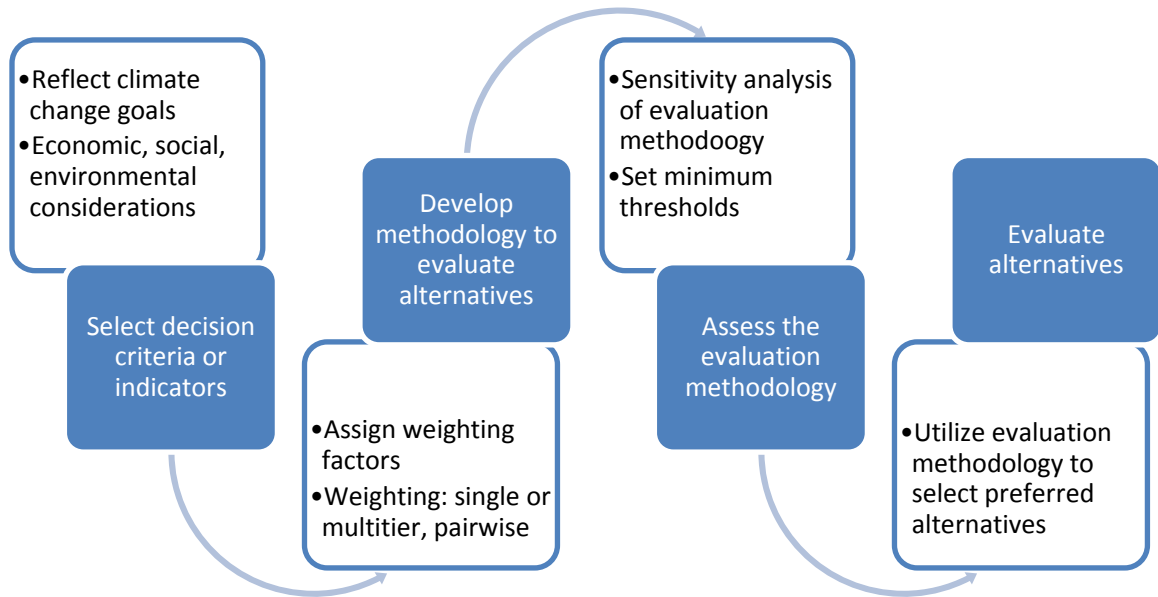 •Reflect climate
change goals
•Economic, social,
environmental
considerations
Select decision
criteria or
indicators
Develop
methodology to
evaluate
alternatives
•Assign weighting
factors
•Weighting: single or
multitier, pairwise
•Sensitivity analysis
of evaluation
methodoogy
•Set minimum
thresholds
Assess the
evaluation
methodology
Evaluate
alternatives
•Utilize evaluation
methodology to
select preferred
alternatives